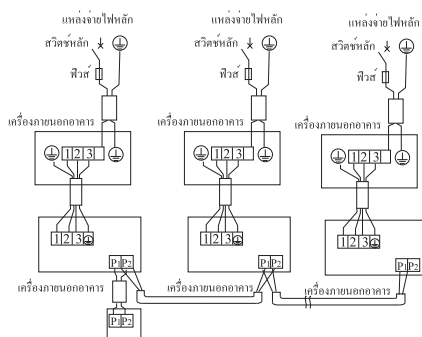 แหล่งจ่ายไฟหลัก แหล่งจ่ายไฟหลัก แหล่งจ่ายไฟหลัก
สวิตช์หลัก สวิตช์หลัก สวิตช์หลัก
ฟิวส์ ฟิวส์ ฟิวส์
เครื่องภายนอกอาคาร เครื่องภายนอกอาคาร เครื่องภายนอกอาคาร
1 2 3 1 2 3 1 2 3
1 2 3 1 2 3 1 2 3
P1 P2 P1 P2 P1 P2
เครื่องภายนอกอาคาร เครื่องภายนอกอาคาร เครื่องภายนอกอาคาร
P1 P2